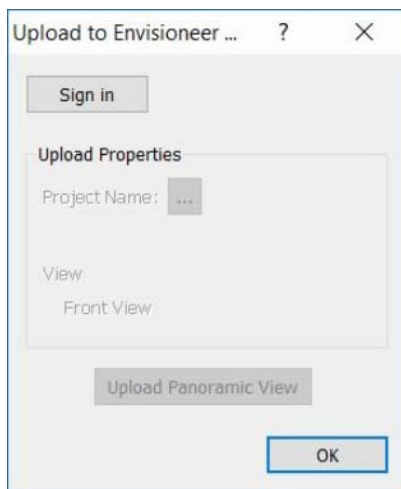 Upload to Envisioneer ... ?
Sign in
Upload Properties
Project Name: ...
View
Front View
Upload Panoramic View
OK